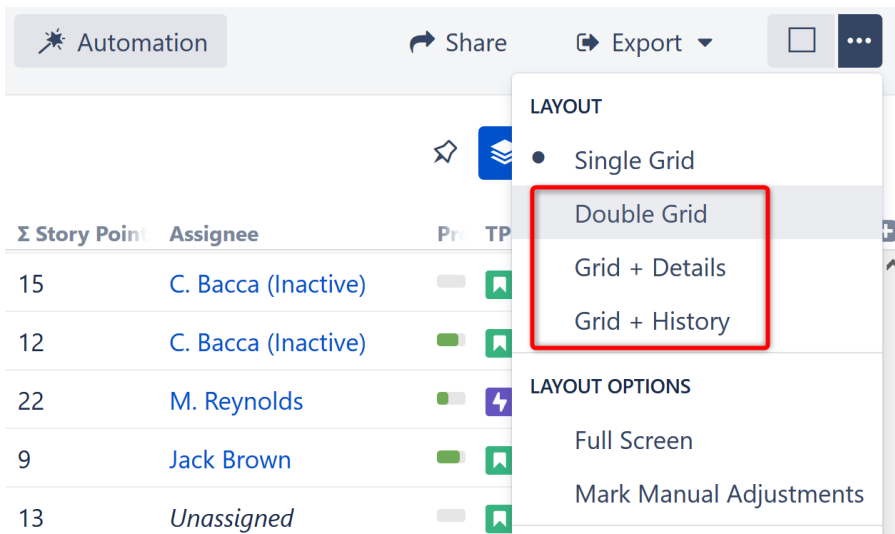 Automation Share Export
LAYOUT
Single Grid
Double Grid
Grid + Details
Grid + History
LAYOUT OPTIONS
Full Screen
Mark Manual Adjustments
Σ Story Point Assignee Pro TP
15 C. Bacca (Inactive)
12 C. Bacca (Inactive)
22 M. Reynolds
9 Jack Brown
13 Unassigned